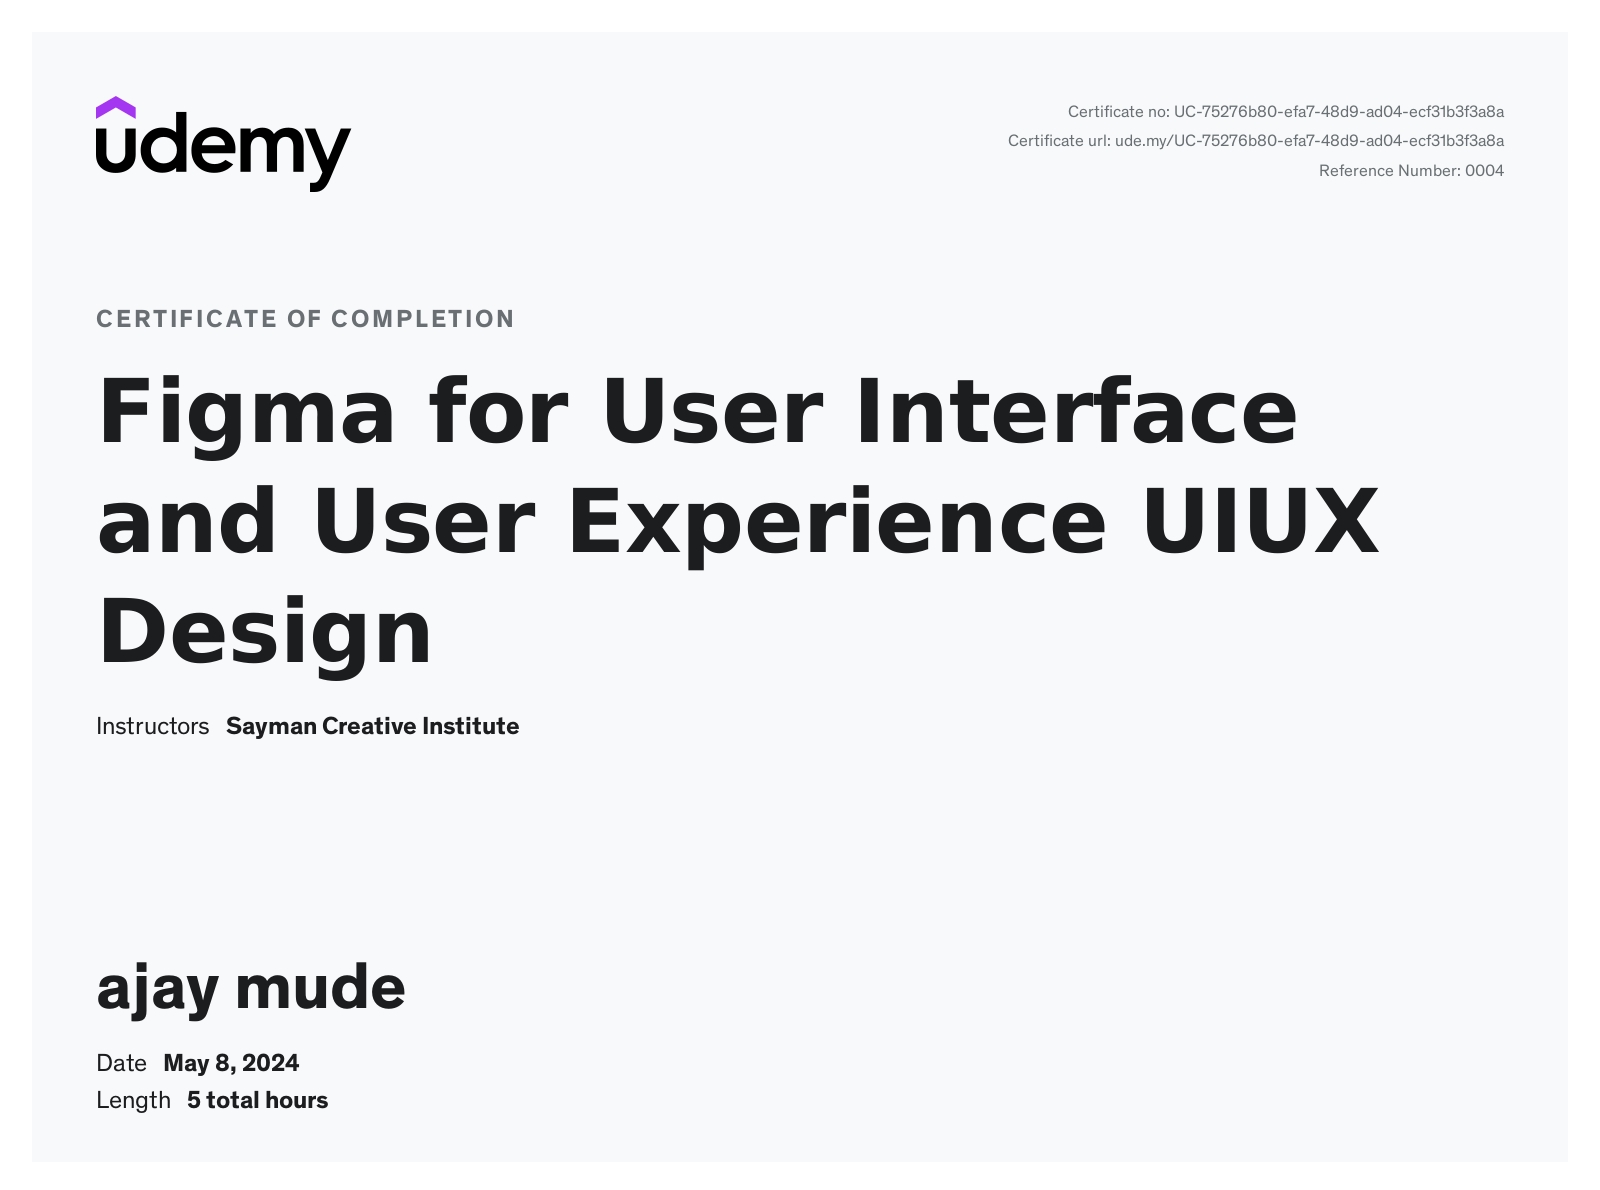 udemy
Certificate no: UC-75276b80-efa7-48d9-ad04-ecf31b3f3a8a
Certificate url: ude.my/UC-75276b80-efa7-48d9-ad04-ecf31b3f3a8a
Reference Number: 0004
CERTIFICATE OF COMPLETION
Figma for User Interface
and User Experience UIUX
Design
Instructors Sayman Creative Institute
ajay mude
Date May 8, 2024
Length 5 total hours